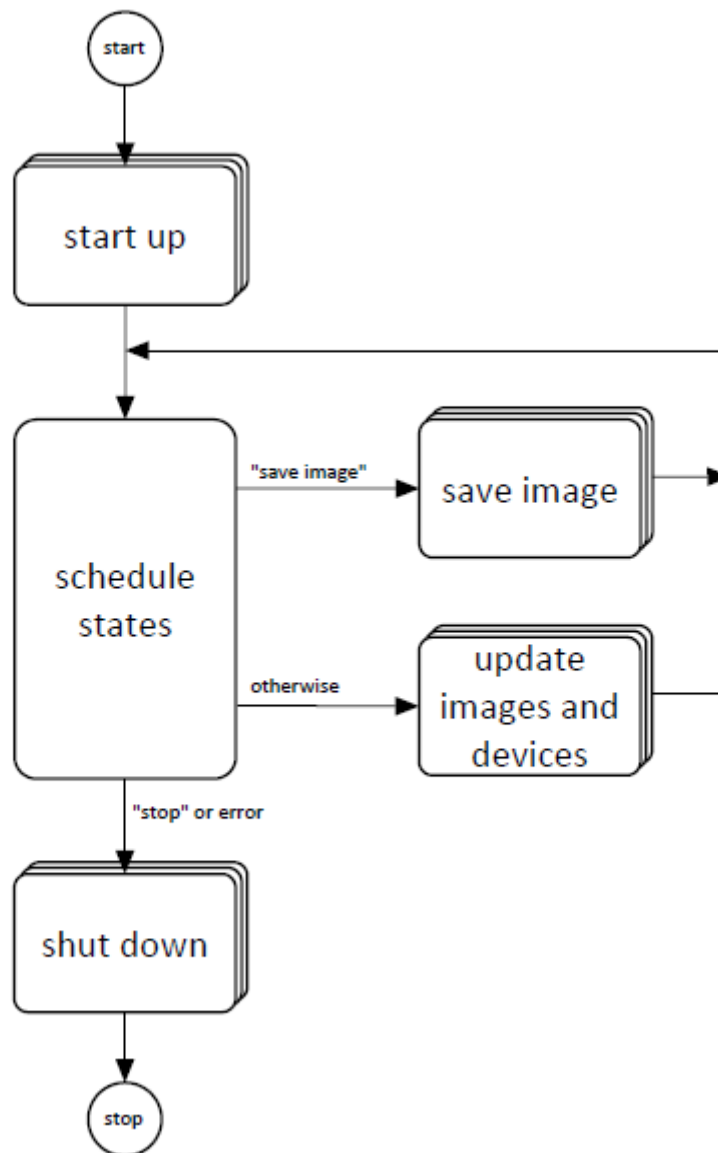 start
start up
"save image"
save image
schedule
states
otherwise
update
images and
devices
"stop" or error
shut down
stop